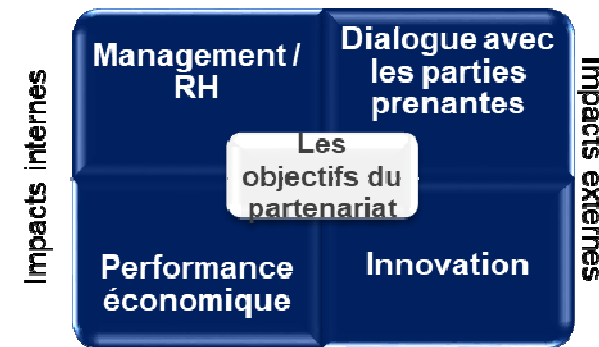 Management /
RH
Dialogue avec
les parties
prenantes
Impacts internes
Les
objectifs du
partenariat
Impacts externes
Performance
économique
Innovation